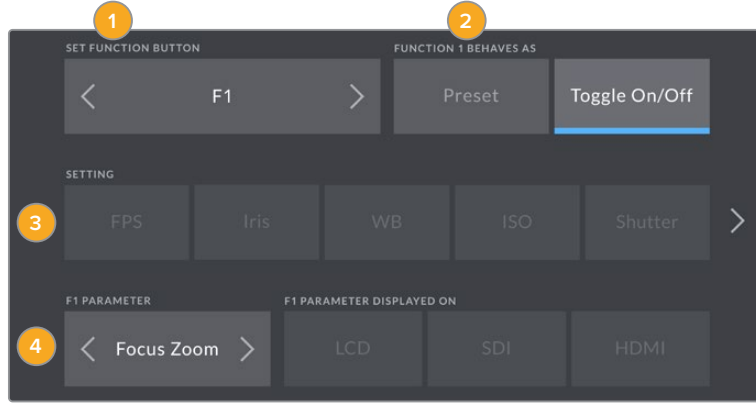 1 2
SET FUNCTION BUTTON FUNCTION 1 BEHAVES AS
F1 Preset Toggle On/Off
SETTING
3 FPS Iris WB ISO Shutter
F1 PARAMETER F1 PARAMETER DISPLAYED ON
4 Focus Zoom LCD SDI HDMI